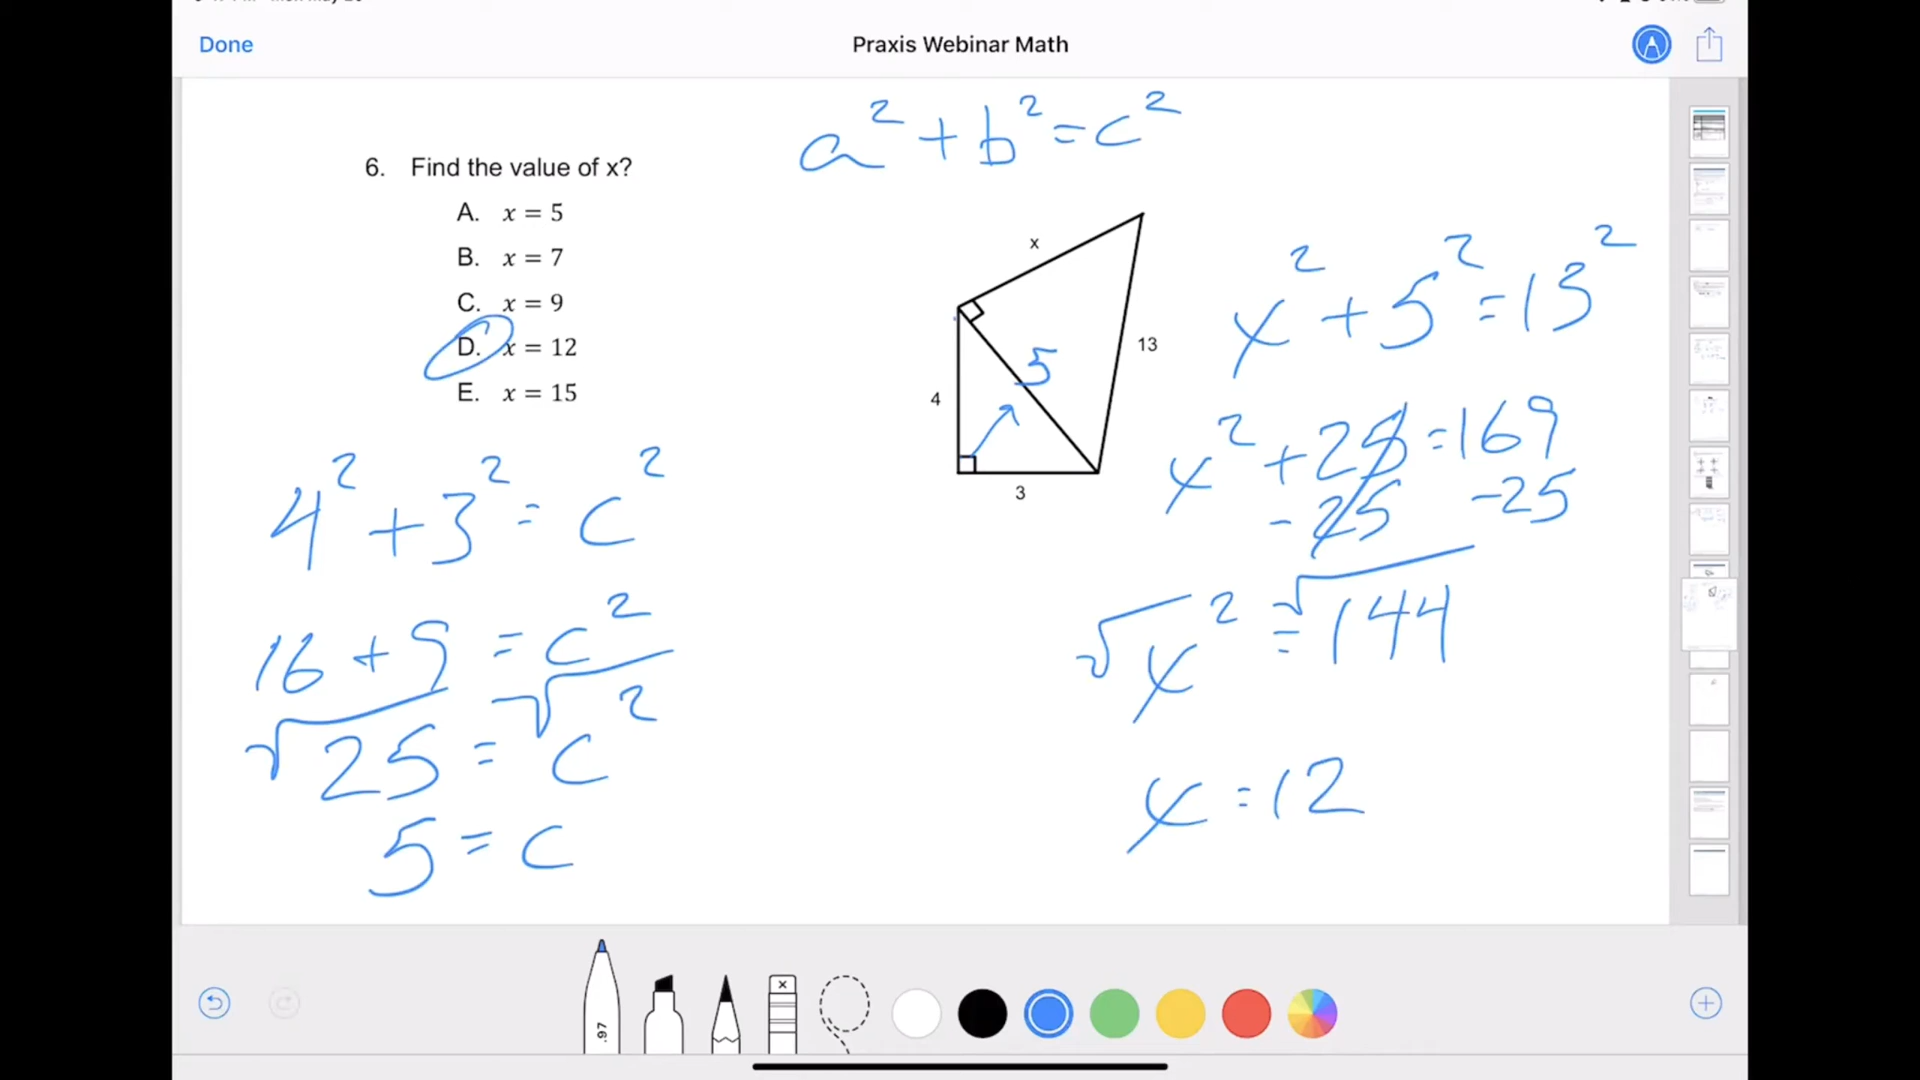 Done
Praxis Webinar Math
a² + b² = c²
6. Find the value of x?
A. x = 5
B. x = 7
C. x = 9
D. x = 12
E. x = 15
x
13
5
4
3
4² + 3² = c²
16 + 9 = c²
√25 = √c²
5 = c
x² + 5² = 13²
x² + 25 = 169
- 25 -25
√x² = √144
x = 12
.97